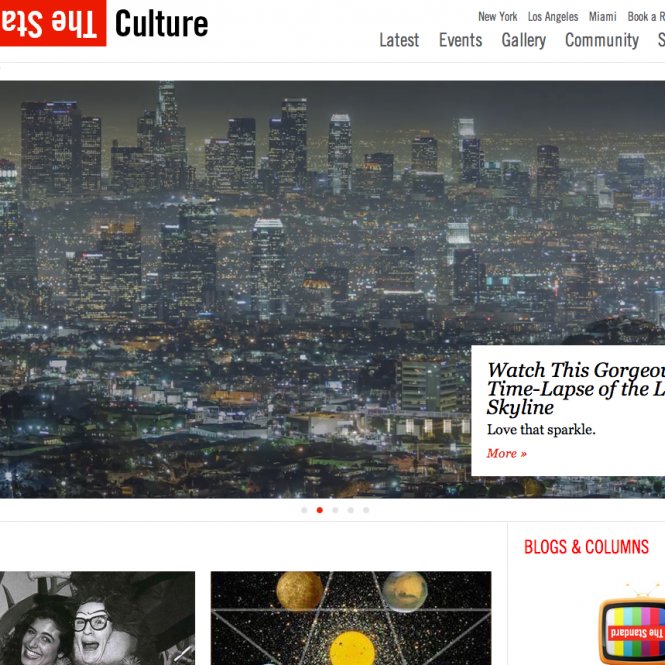 The Sta
Culture
New York Los Angeles Miami Book a R
Latest Events Gallery Community S
Watch This Gorgeou
Time-Lapse of the L
Skyline
Love that sparkle.
More »
BLOGS & COLUMNS
The Standard